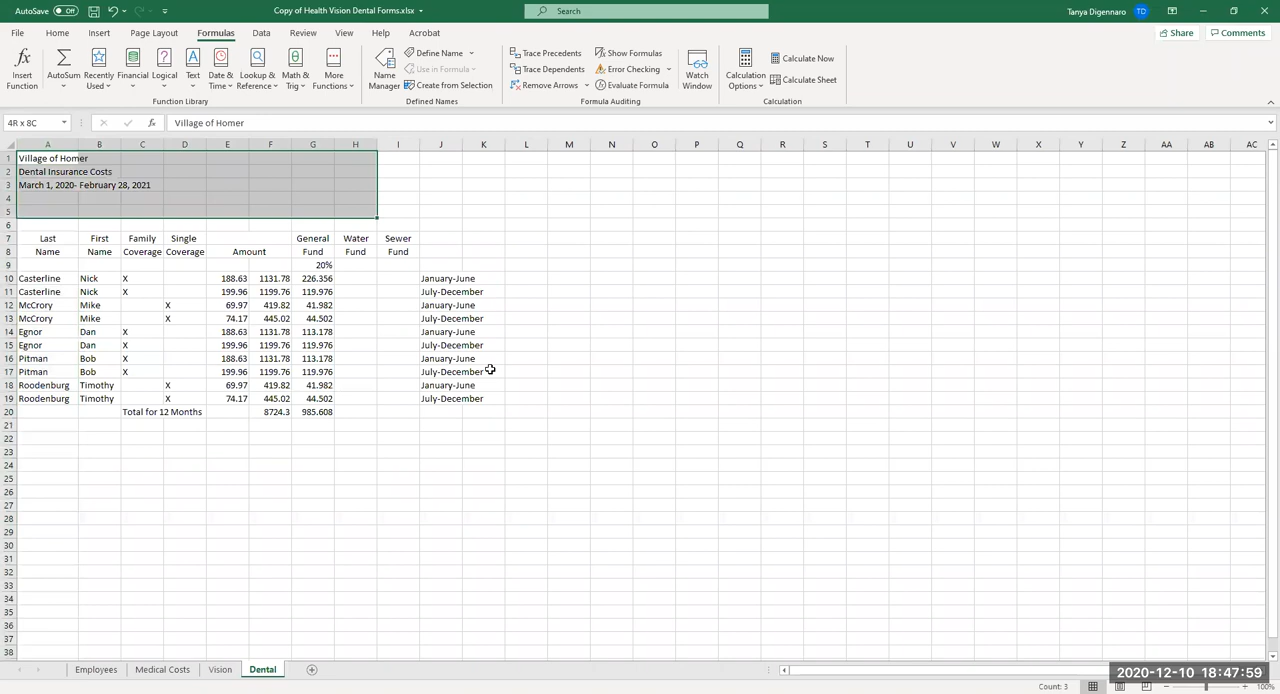 AutoSave Off Copy of Health Vision Dental Forms.xlsx Search Tanya Digennaro TD
File Home Insert Page Layout Formulas Data Review View Help Acrobat Share Comments
Insert Function AutoSum Recently Used Financial Logical Text Date & Time Lookup & Reference Math & Trig More Functions Name Manager Define Name Use in Formula Create from Selection Trace Precedents Trace Dependents Remove Arrows Show Formulas Error Checking Evaluate Formula Watch Window Calculation Options Calculate Now Calculate Sheet
Function Library Defined Names Formula Auditing Calculation
4R x 8C fx Village of Homer
A B C D E F G H I J K L M N O P Q R S T U V W X Y Z AA AB AC
1 Village of Homer
2 Dental Insurance Costs
3 March 1, 2020- February 28, 2021
4
5
6
7 Last First Family Single General Water Sewer
8 Name Name Coverage Coverage Amount Fund Fund Fund
9 20%
10 Casterline Nick X 188.63 1131.78 226.356 January-June
11 Casterline Nick X 199.96 1199.76 119.976 July-December
12 McCrory Mike X 69.97 419.82 41.982 January-June
13 McCrory Mike X 74.17 445.02 44.502 July-December
14 Egnor Dan X 188.63 1131.78 113.178 January-June
15 Egnor Dan X 199.96 1199.76 119.976 July-December
16 Pitman Bob X 188.63 1131.78 113.178 January-June
17 Pitman Bob X 199.96 1199.76 119.976 July-December
18 Roodenburg Timothy X 69.97 419.82 41.982 January-June
19 Roodenburg Timothy X 74.17 445.02 44.502 July-December
20 Total for 12 Months 8724.3 985.608
21
22
23
24
25
26
27
28
29
30
31
32
33
34
35
36
37
38
Employees Medical Costs Vision Dental
2020-12-10 18:47:59
Count: 3 100%